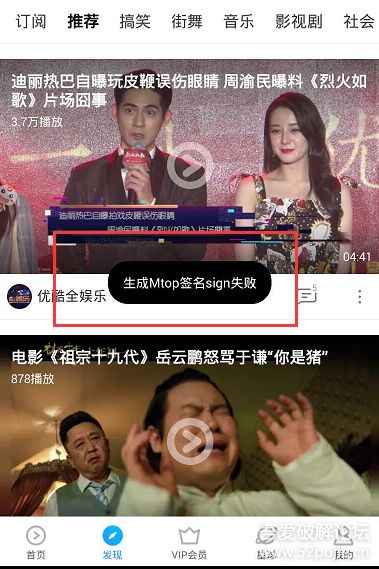 订阅 推荐 搞笑 街舞 音乐 影视剧 社会
迪丽热巴自曝玩皮鞭误伤眼睛 周渝民曝料《烈火如
歌》片场囧事
3.7万播放
迪丽热巴自曝拍戏皮鞭误伤眼睛
周渝民曝料《烈火如歌》片场囧事
04:41
优酷全娱乐
生成Mtop签名sign失败
5
电影《祖宗十九代》岳云鹏怒骂于谦“你是猪”
878播放
首页 发现 VIP会员 星球 我的
吾爱破解论坛
www.52pojie.cn